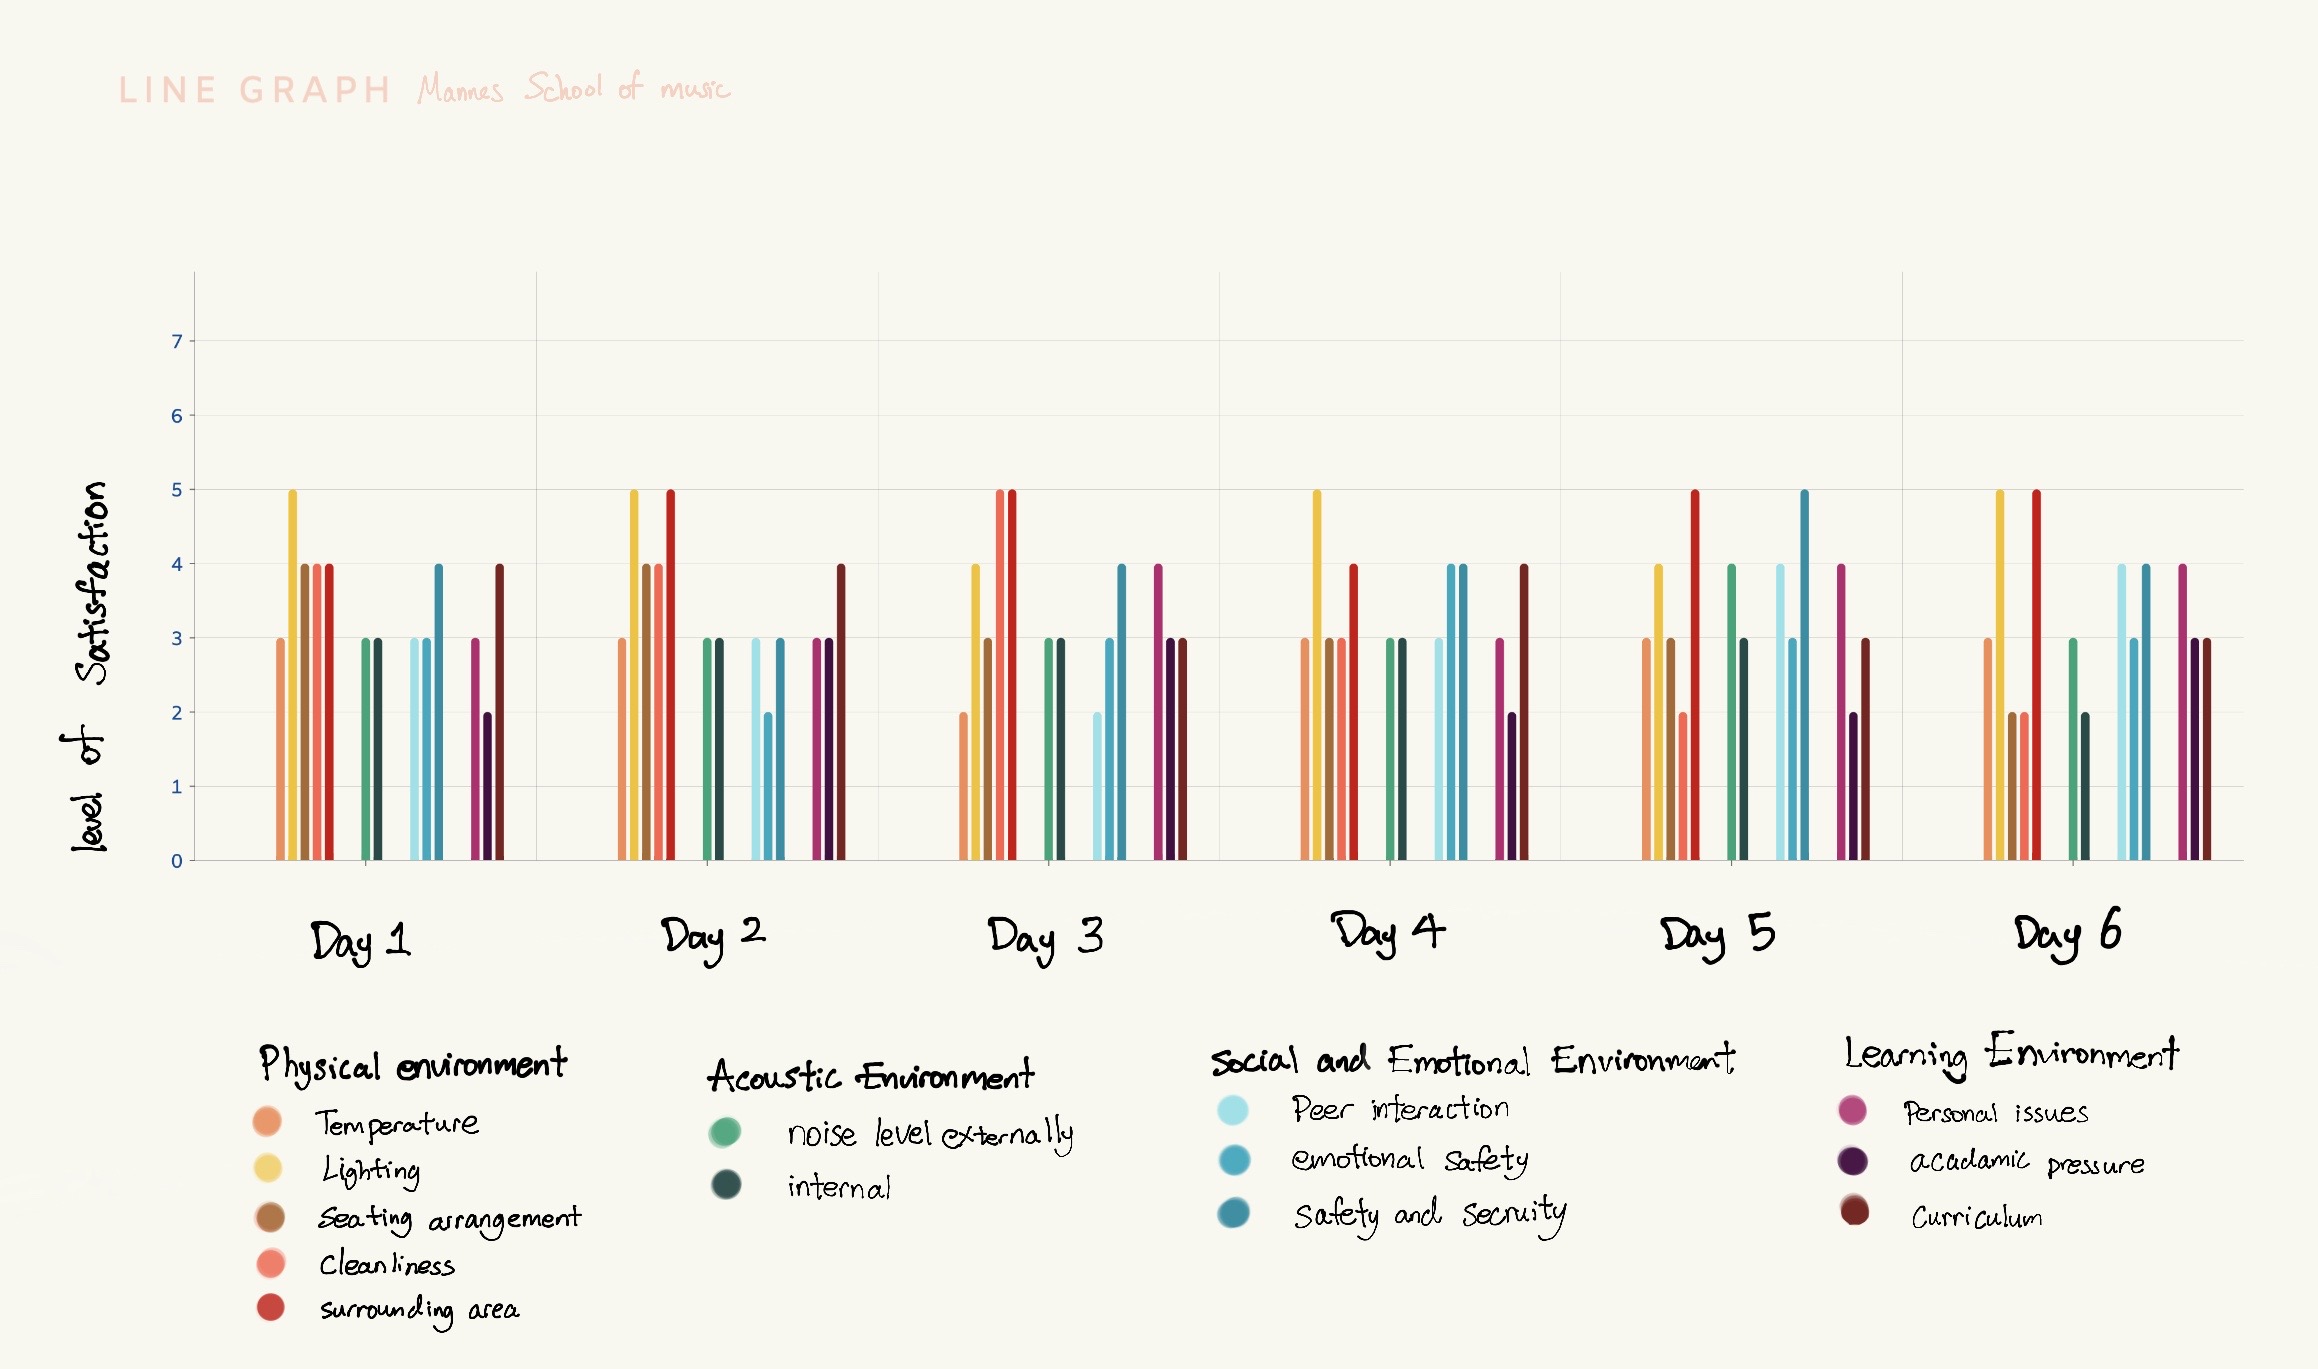 LINE GRAPH Mannes School of music
level of Satisfaction
7
6
5
4
3
2
1
0
Day 1 Day 2 Day 3 Day 4 Day 5 Day 6
Physical environment
Temperature
Lighting
Seating arrangement
Cleanliness
surrounding area
Acoustic Environment
noise level externally
internal
Social and Emotional Environment
Peer interaction
emotional safety
Safety and secruity
Learning Environment
Personal issues
acadamic pressure
Curriculum